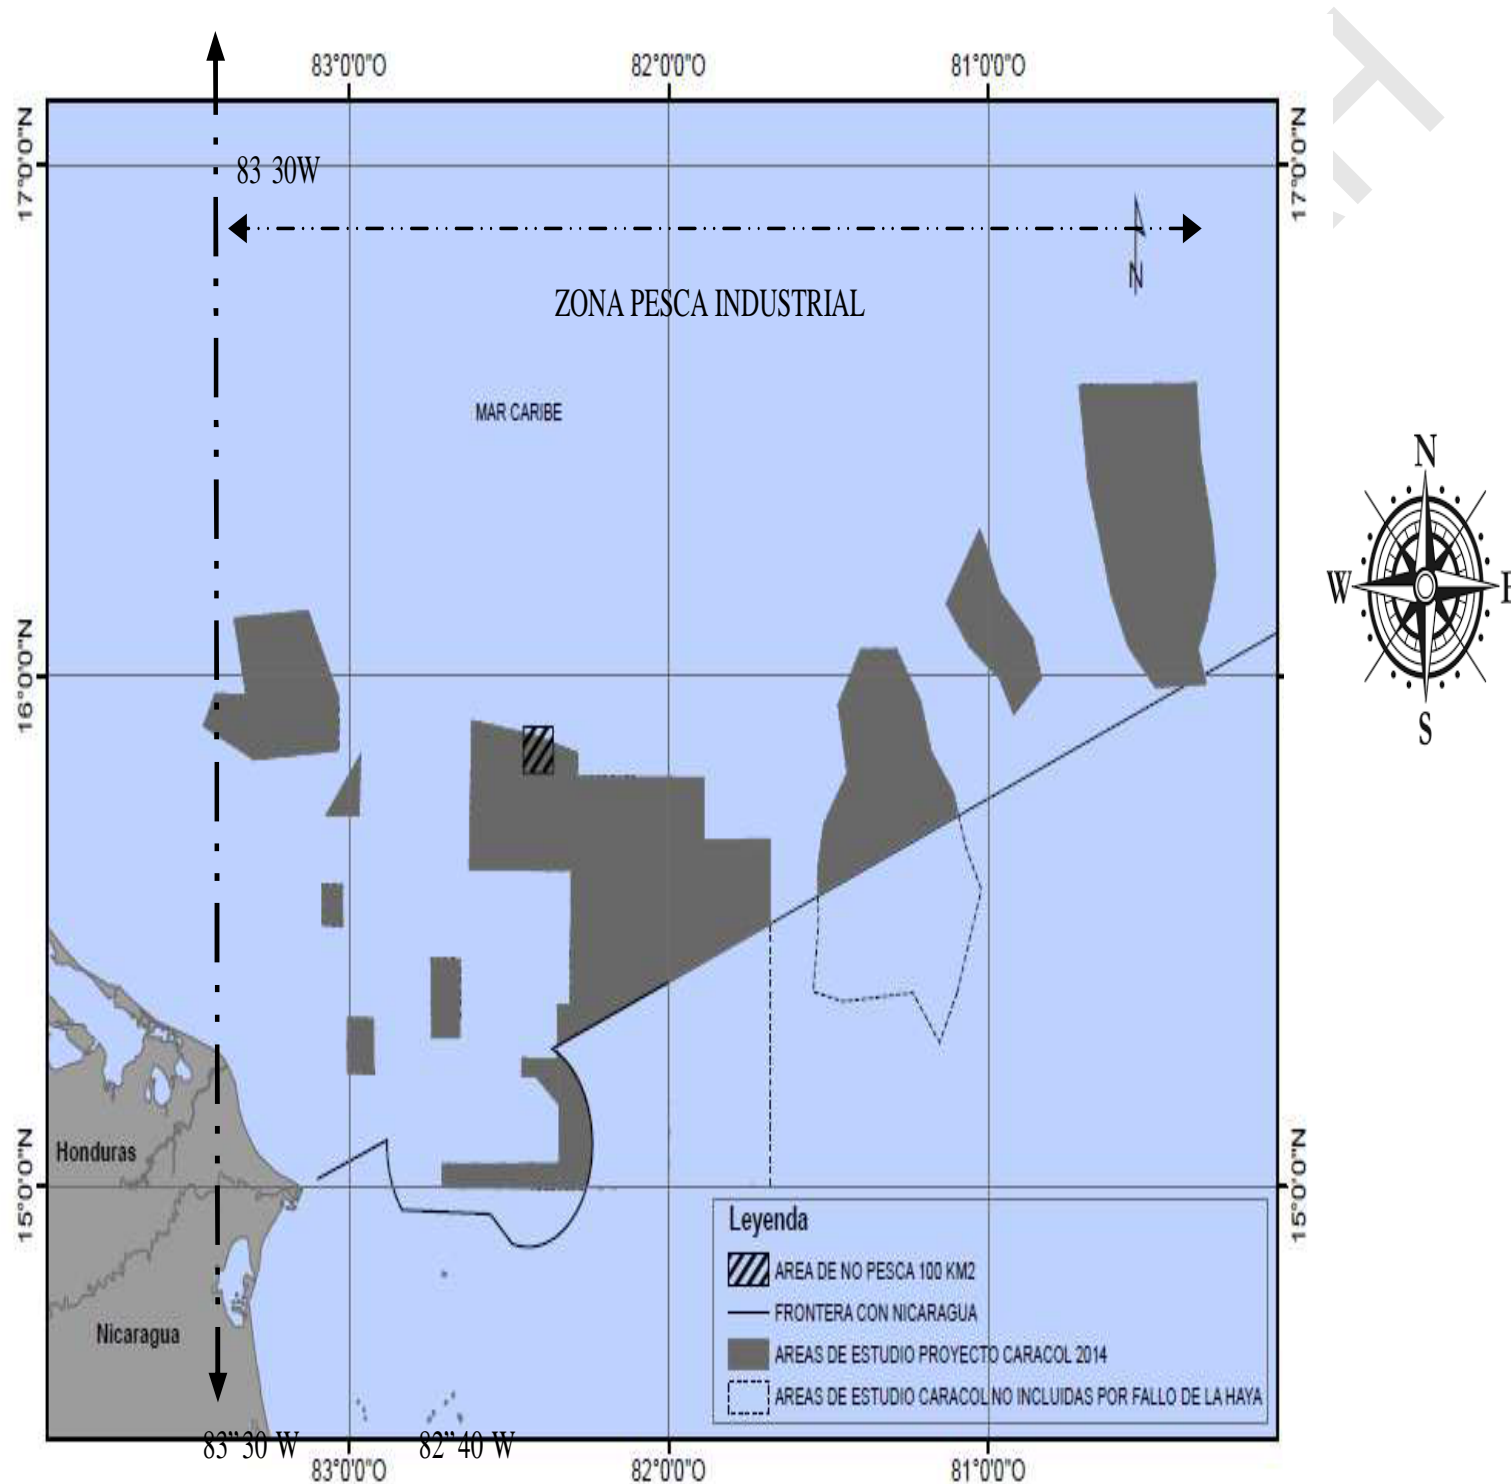 83°0'0"O 82°0'0"O 81°0'0"O
17°0'0"N 17°0'0"N
83 30W
N
ZONA PESCA INDUSTRIAL
MAR CARIBE
N
W E
S
16°0'0"N 16°0'0"N
15°0'0"N 15°0'0"N
Honduras
Nicaragua
Leyenda
AREA DE NO PESCA 100 KM2
FRONTERA CON NICARAGUA
AREAS DE ESTUDIO PROYECTO CARACOL 2014
AREAS DE ESTUDIO CARACOL NO INCLUIDAS POR FALLO DE LA HAYA
83”30 W 82”40 W
83°0'0"O 82°0'0"O 81°0'0"O